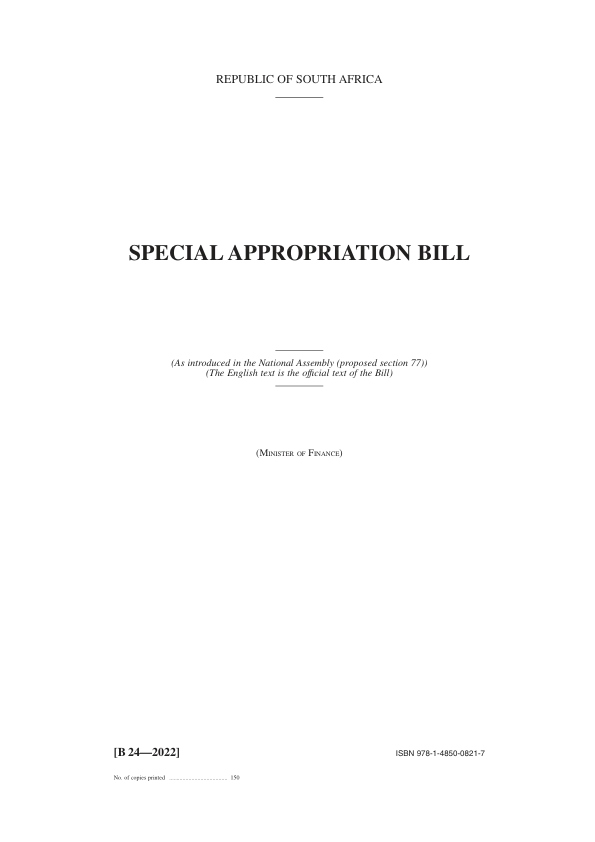 REPUBLIC OF SOUTH AFRICA
SPECIAL APPROPRIATION BILL
(As introduced in the National Assembly (proposed section 77))
(The English text is the official text of the Bill)
(Minister of Finance)
[B 24—2022]
ISBN 978-1-4850-0821-7
No. of copies printed ....................................... 150